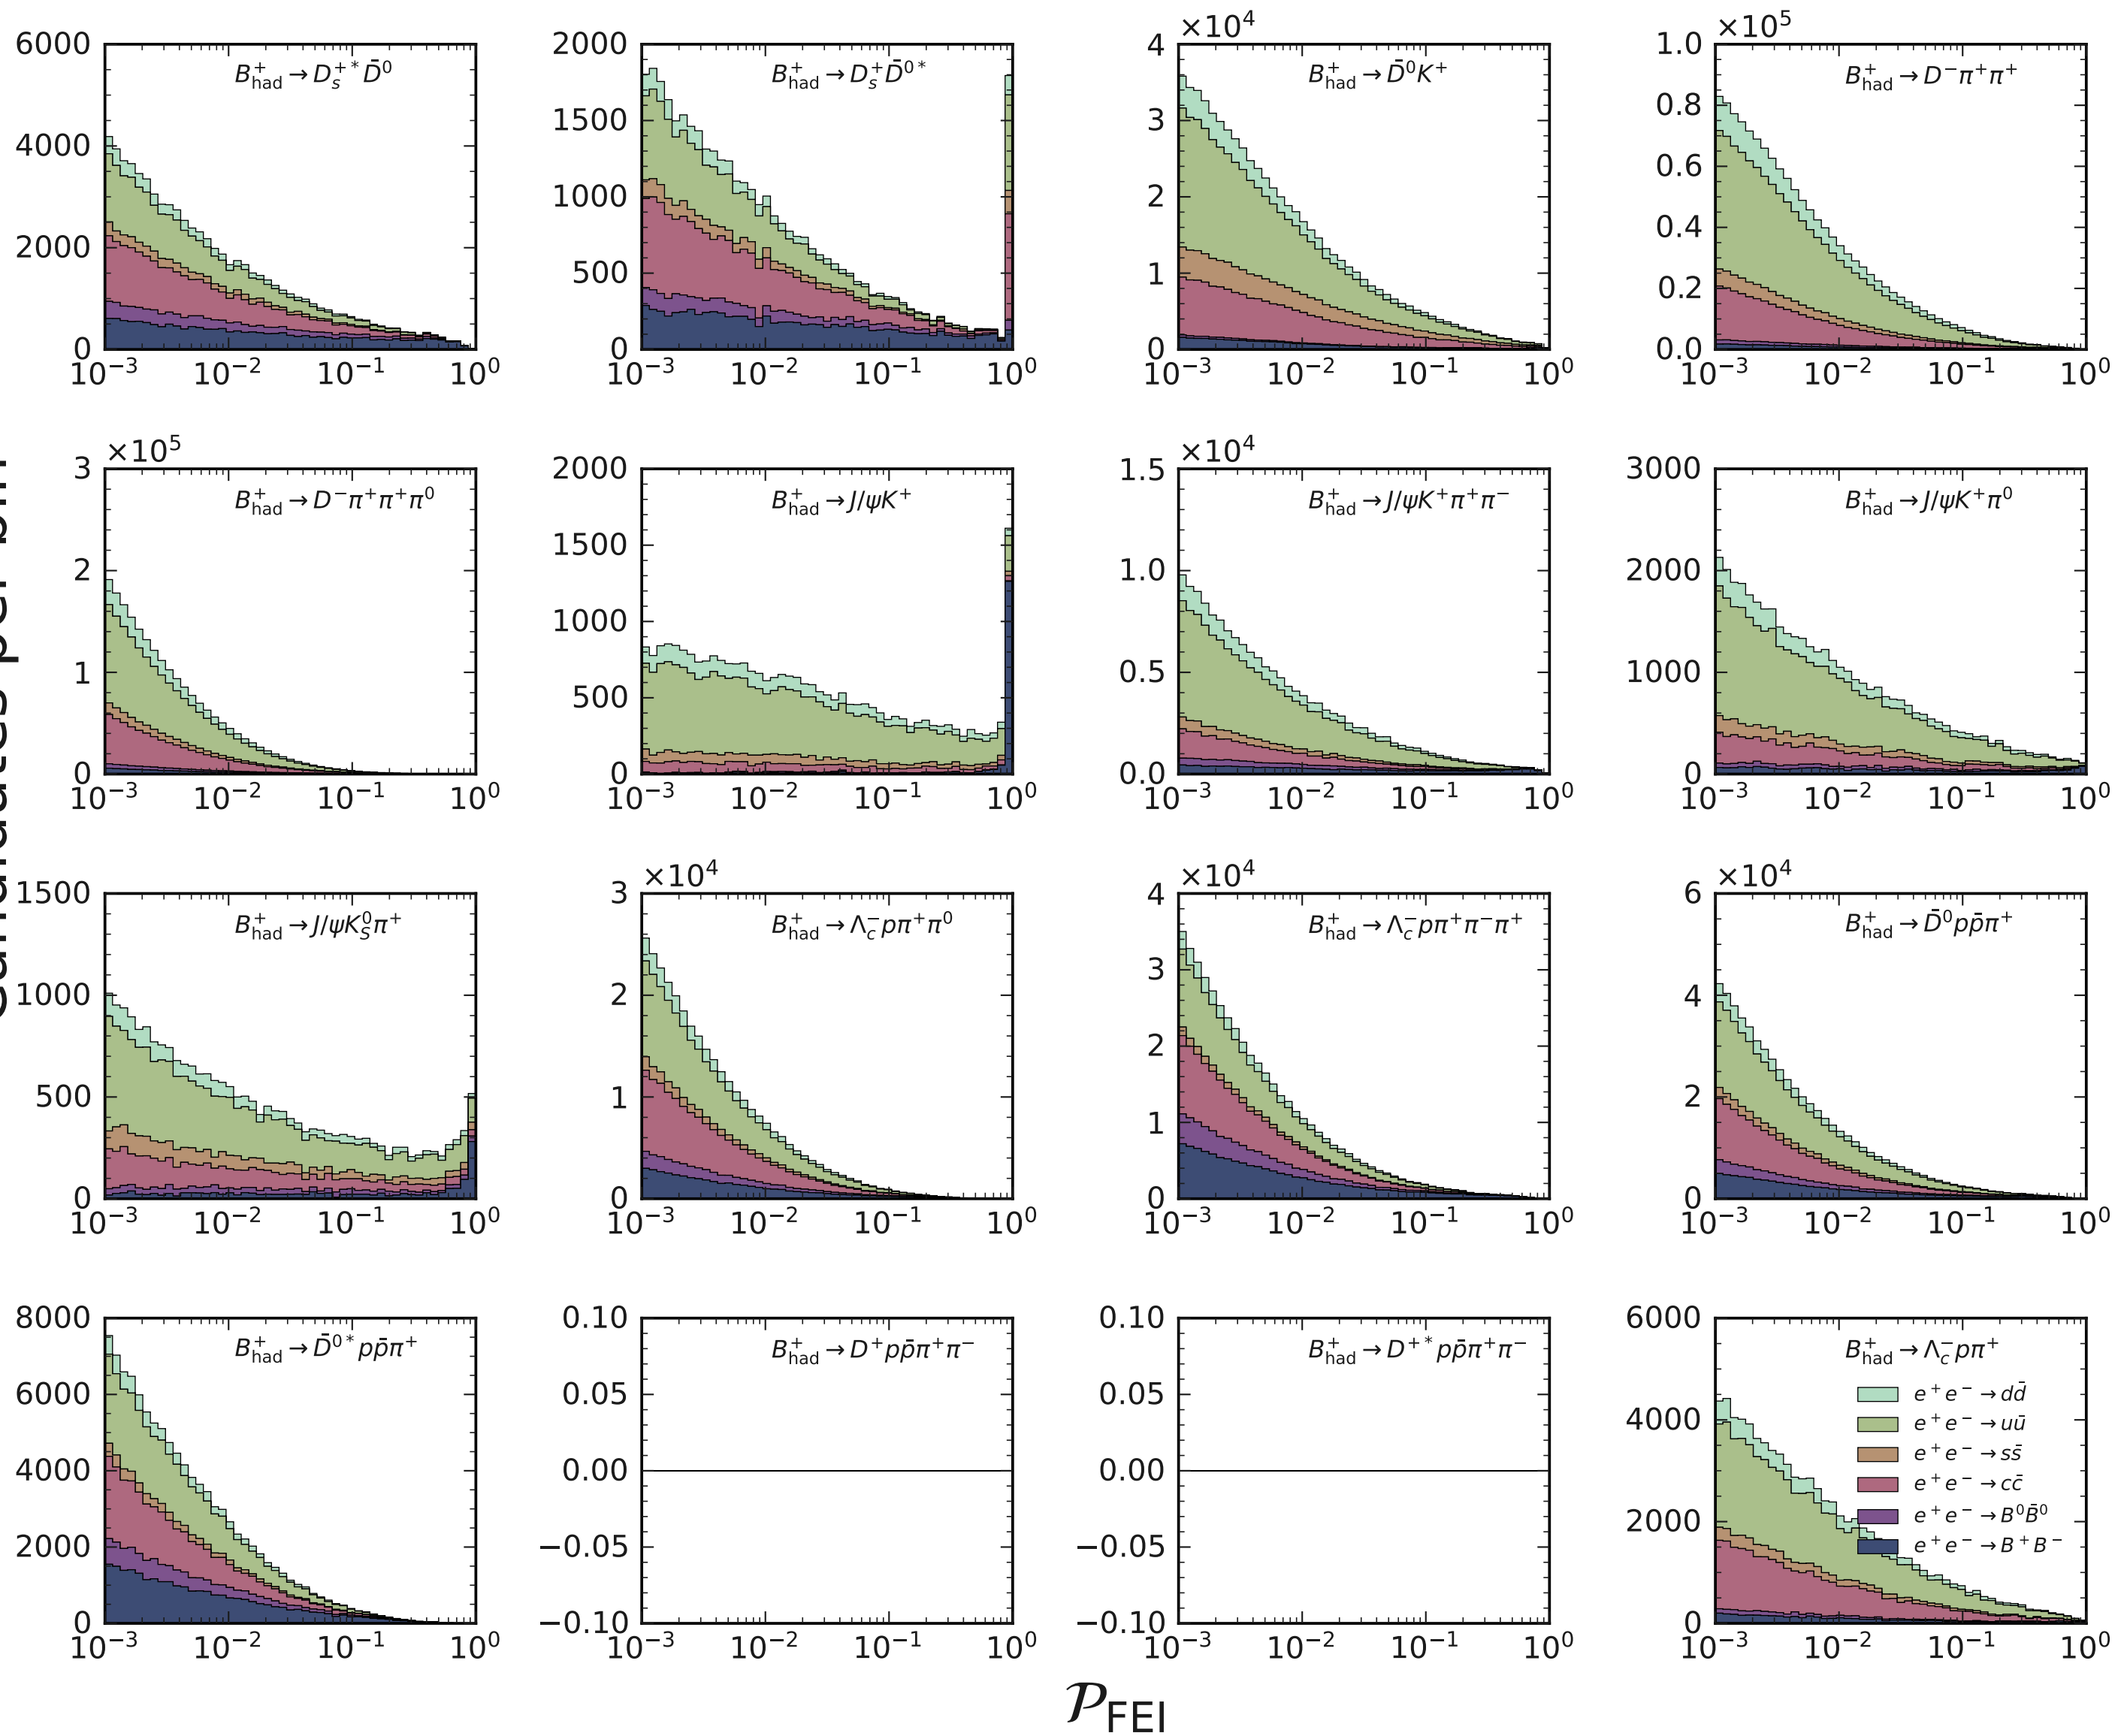 ×10⁴
×10⁵
6000
4000
2000
0
B⁺had → Dₛ⁺* D̄⁰
10⁻³ 10⁻² 10⁻¹ 10⁰
2000
1500
1000
500
0
B⁺had → Dₛ⁺ D̄⁰*
10⁻³ 10⁻² 10⁻¹ 10⁰
4
3
2
1
0
B⁺had → D̄⁰K⁺
10⁻³ 10⁻² 10⁻¹ 10⁰
1.0
0.8
0.6
0.4
0.2
0.0
B⁺had → D⁻π⁺π⁺
10⁻³ 10⁻² 10⁻¹ 10⁰
×10⁵
3
2
1
0
B⁺had → D⁻π⁺π⁺π⁰
10⁻³ 10⁻² 10⁻¹ 10⁰
2000
1500
1000
500
0
B⁺had → J/ψK⁺
10⁻³ 10⁻² 10⁻¹ 10⁰
×10⁴
1.5
1.0
0.5
0.0
B⁺had → J/ψK⁺π⁺π⁻
10⁻³ 10⁻² 10⁻¹ 10⁰
3000
2000
1000
0
B⁺had → J/ψK⁺π⁰
10⁻³ 10⁻² 10⁻¹ 10⁰
1500
1000
500
0
B⁺had → J/ψK⁰_Sπ⁺
10⁻³ 10⁻² 10⁻¹ 10⁰
×10⁴
3
2
1
0
B⁺had → Λc⁻pπ⁺π⁰
10⁻³ 10⁻² 10⁻¹ 10⁰
×10⁴
4
3
2
1
0
B⁺had → Λc⁻pπ⁺π⁻π⁺
10⁻³ 10⁻² 10⁻¹ 10⁰
×10⁴
6
4
2
0
B⁺had → D̄⁰pp̄π⁺
10⁻³ 10⁻² 10⁻¹ 10⁰
8000
6000
4000
2000
0
B⁺had → D̄⁰*pp̄π⁺
10⁻³ 10⁻² 10⁻¹ 10⁰
0.10
0.05
0.00
−0.05
−0.10
B⁺had → D⁺pp̄π⁺π⁻
10⁻³ 10⁻² 10⁻¹ 10⁰
0.10
0.05
0.00
−0.05
−0.10
B⁺had → D⁺*pp̄π⁺π⁻
10⁻³ 10⁻² 10⁻¹ 10⁰
6000
4000
2000
0
B⁺had → Λc⁻pπ⁺
e⁺e⁻ → dd̄
e⁺e⁻ → uū
e⁺e⁻ → ss̄
e⁺e⁻ → cc̄
e⁺e⁻ → B⁰B̄⁰
e⁺e⁻ → B⁺B⁻
10⁻³ 10⁻² 10⁻¹ 10⁰
𝒫FEI